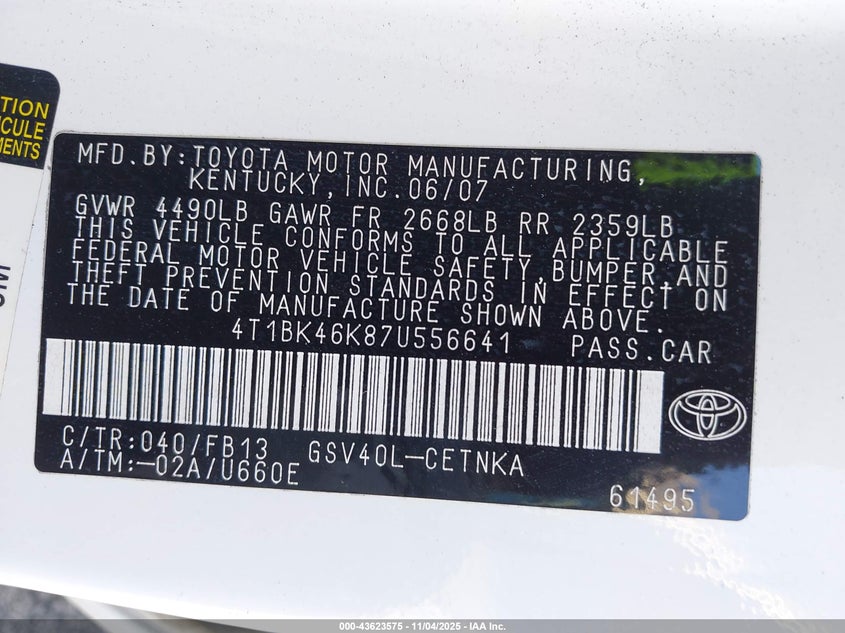 TION
ICULE
MENTS
MFD.BY:TOYOTA MOTOR MANUFACTURING,
KENTUCKY,INC.06/07
GVWR 4490LB GAWR FR 2668LB RR 2359LB
THIS VEHICLE CONFORMS TO ALL APPLICABLE
FEDERAL MOTOR VEHICLE SAFETY,BUMPER,AND
THEFT PREVENTION STANDARDS IN EFFECT ON
THE DATE OF MANUFACTURE SHOWN ABOVE.
4T1BK46K87U556641 PASS.CAR
C/TR:040/FB13 GSV40L-CETNKA
A/TM:-02A/U660E
61495
000-43623575 — 11/04/2025 — IAA Inc.